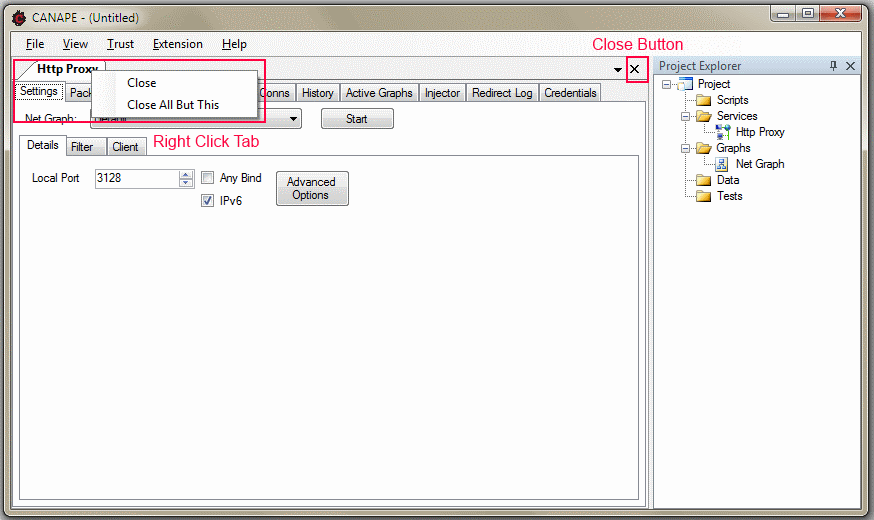 CANAPE - (Untitled)
File View Trust Extension Help
Close Button
Http Proxy
Project Explorer
Close
Close All But This
Settings Pack Conns History Active Graphs Injector Redirect Log Credentials
Net Graph: Default Start
Right Click Tab
Details Filter Client
Local Port 3128 Any Bind
IPv6
Advanced
Options
Project
Scripts
Services
Http Proxy
Graphs
Net Graph
Data
Tests